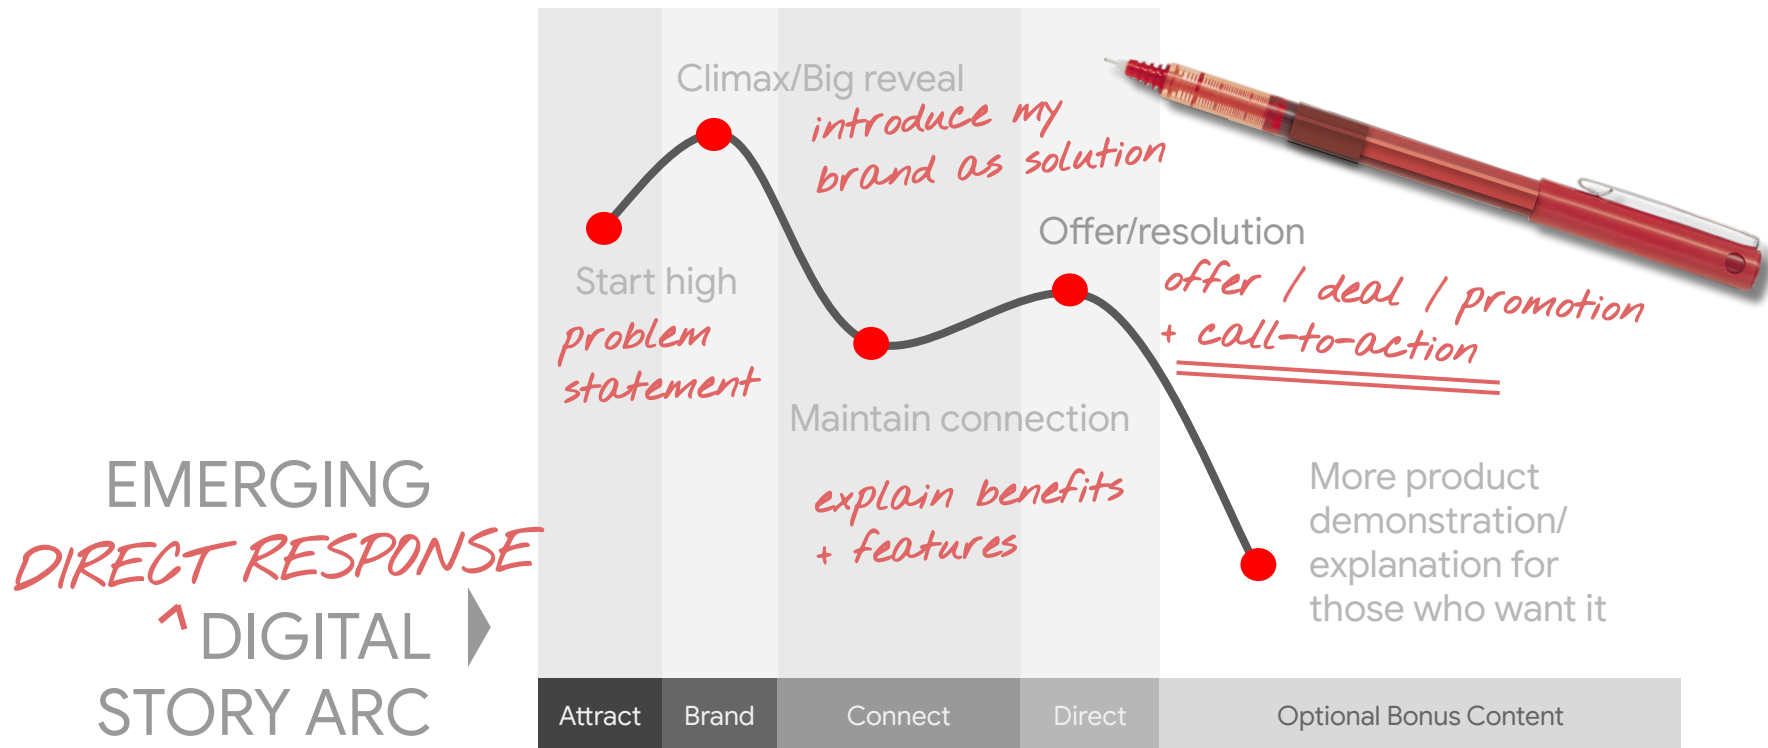 Climax/Big reveal
introduce my
brand as solution
Start high
problem
statement
Offer/resolution
offer / deal / promotion
+ call-to-action
Maintain connection
explain benefits
+ features
More product
demonstration/
explanation for
those who want it
EMERGING
DIRECT RESPONSE
^ DIGITAL
STORY ARC
Attract Brand Connect Direct Optional Bonus Content